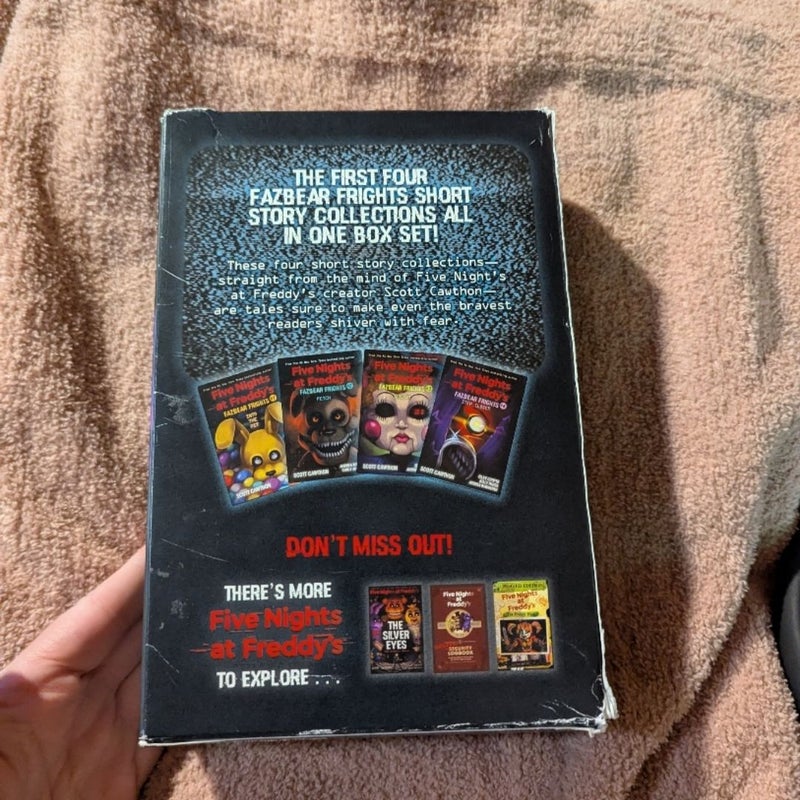 THE FIRST FOUR
FAZBEAR FRIGHTS SHORT
STORY COLLECTIONS ALL
IN ONE BOX SET!
These four short story collections—
straight from the mind of Five Night's
at Freddy's creator Scott Cawthon—
are tales sure to make even the bravest
readers shiver with fear.
Five Nights
at Freddy's
FAZBEAR FRIGHTS
INTO
THE
PIT
SCOTT CAWTHON
Five Nights
at Freddy's
FAZBEAR FRIGHTS
FETCH
SCOTT CAWTHON
Five Nights
at Freddy's
FAZBEAR FRIGHTS
SCOTT CAWTHON
Five Nights
at Freddy's
FAZBEAR FRIGHTS
STEP CLOSER
SCOTT CAWTHON
DON'T MISS OUT!
THERE'S MORE
Five Nights
at Freddy's
TO EXPLORE...
Five Nights at Freddy's
THE
SILVER
EYES
Five Nights
at
Freddy's
SECURITY
LOGBOOK
Five Nights
at
Freddy's